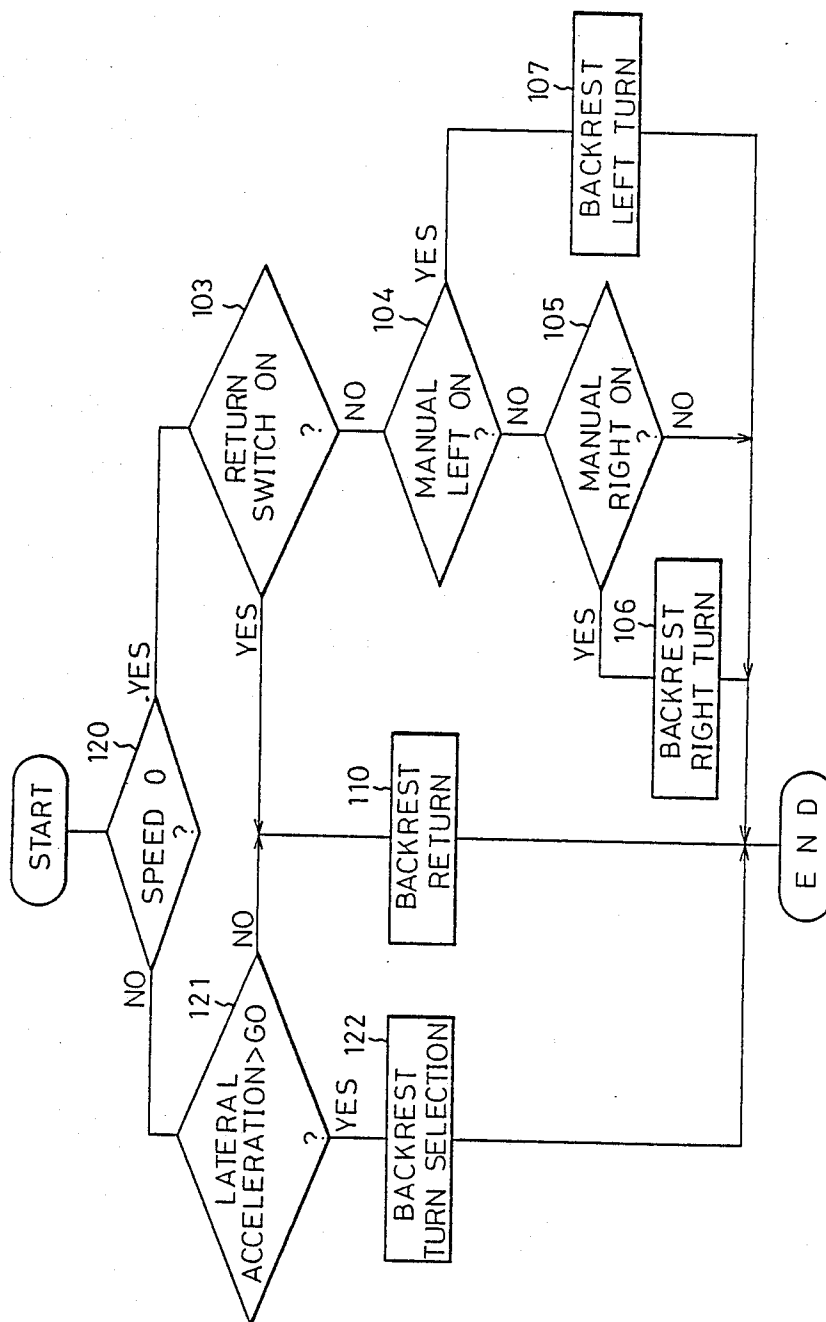 START
120
SPEED 0
?
NO
.YES
121
LATERAL
ACCELERATION>GO
?
NO
YES
103
RETURN
SWITCH ON
?
YES
NO
122
BACKREST
TURN SELECTION
110
BACKREST
RETURN
104
MANUAL
LEFT ON
?
YES
NO
105
MANUAL
RIGHT ON
?
YES
NO
106
BACKREST
RIGHT TURN
107
BACKREST
LEFT TURN
END